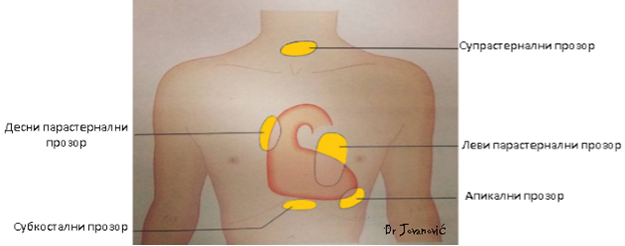 Супрастернални прозор
Десни парастернални
прозор
Леви парастернални прозор
Апикални прозор
Субкостални прозор
Dr Jovanović